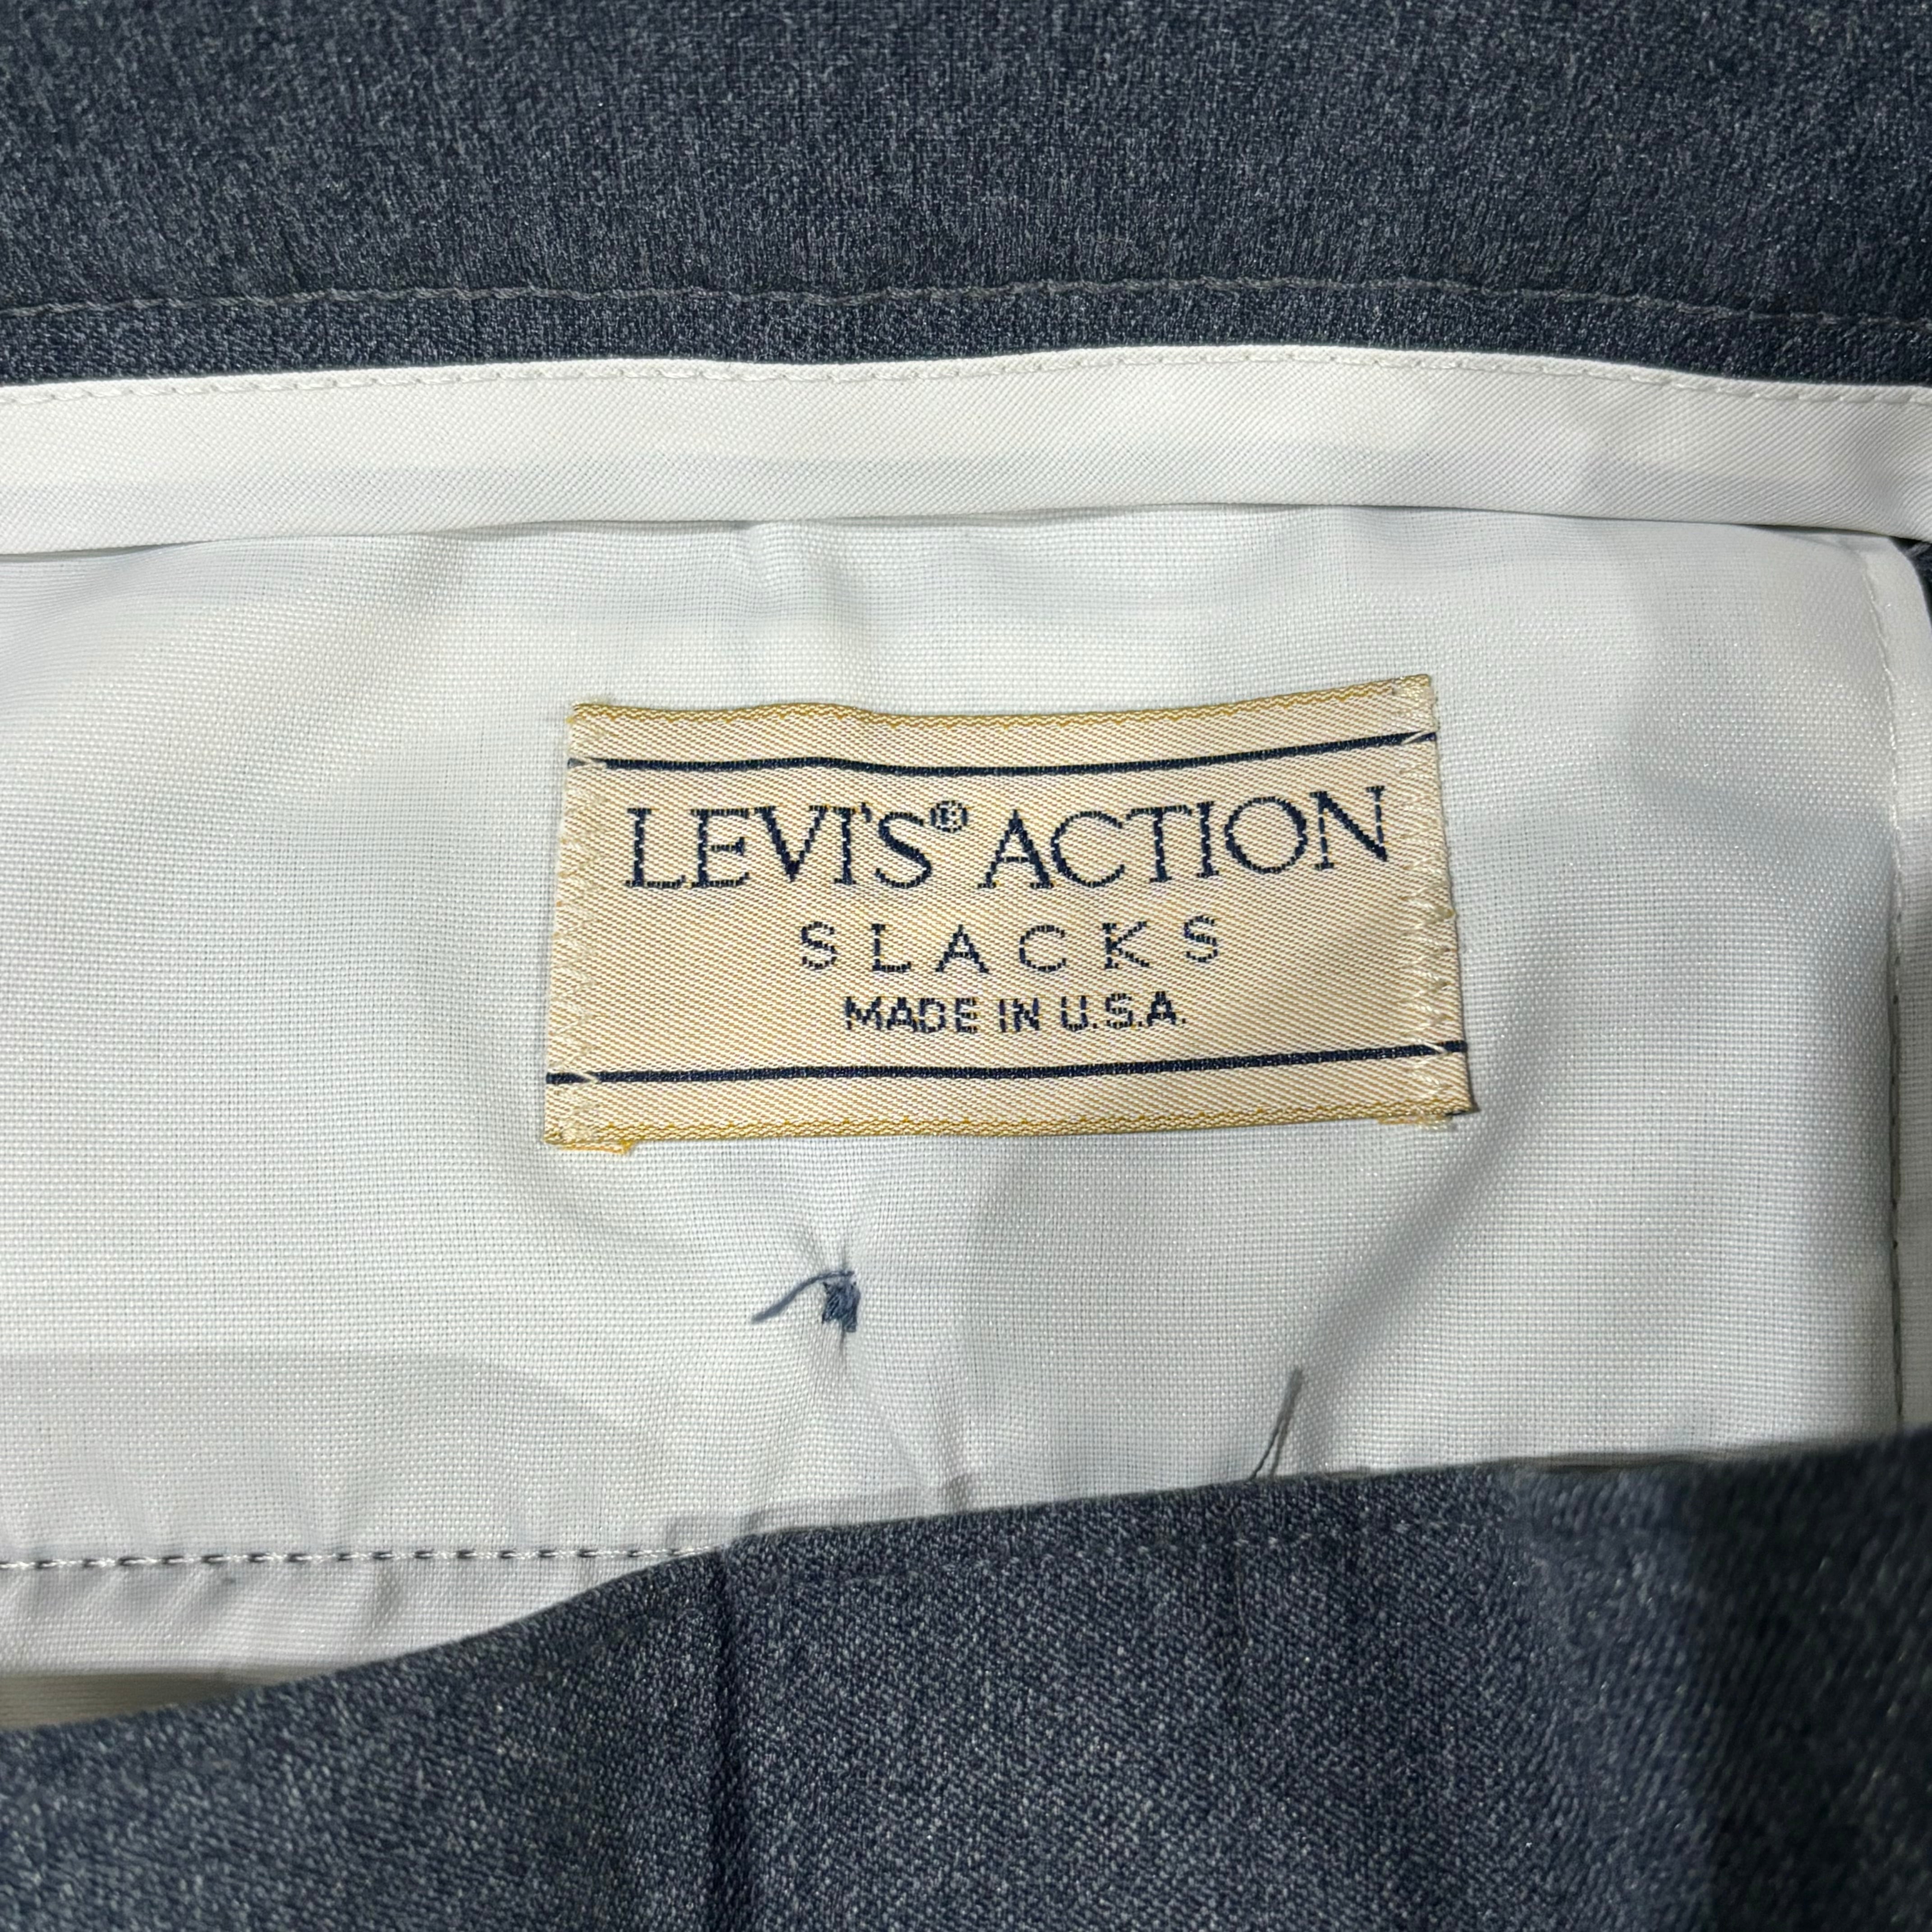 LEVI'S® ACTION
SLACKS
MADE IN U.S.A.